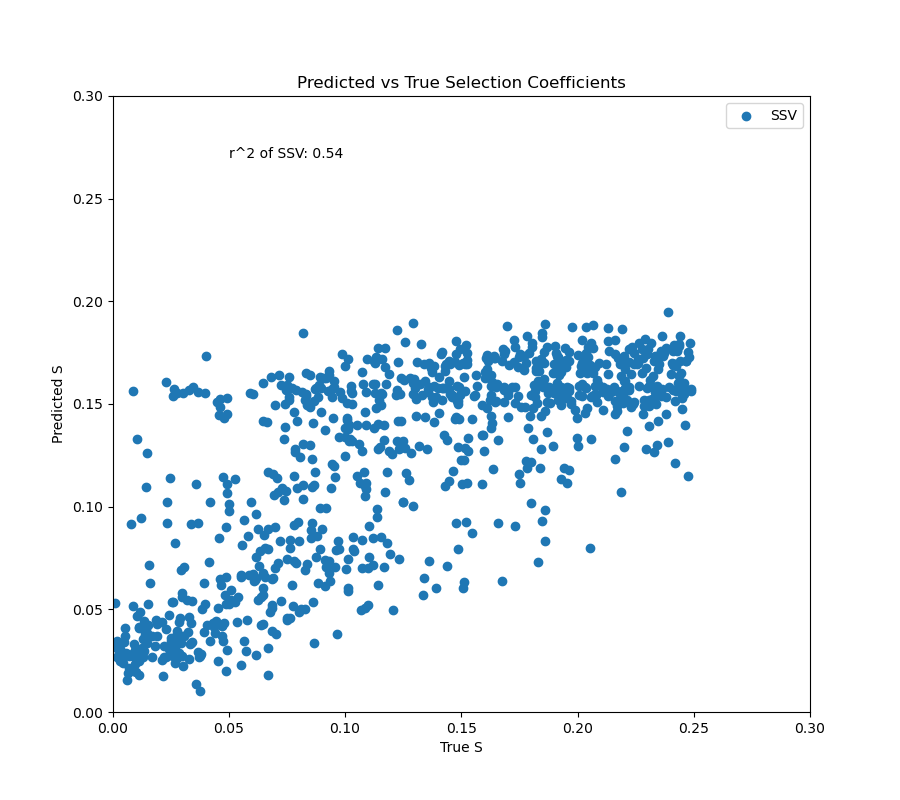 Predicted vs True Selection Coefficients
SSV
r^2 of SSV: 0.54
Predicted S
0.30
0.25
0.20
0.15
0.10
0.05
0.00
0.00 0.05 0.10 0.15 0.20 0.25 0.30
True S